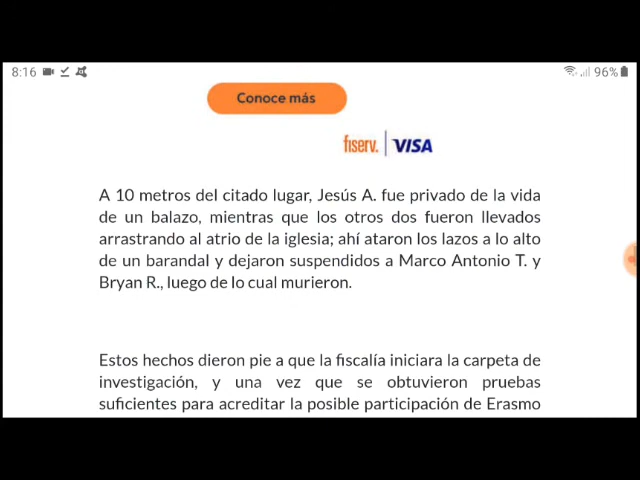 8:16
96%
Conoce más
fiserv. VISA
A 10 metros del citado lugar, Jesús A. fue privado de la vida
de un balazo, mientras que los otros dos fueron llevados
arrastrando al atrio de la iglesia; ahí ataron los lazos a lo alto
de un barandal y dejaron suspendidos a Marco Antonio T. y
Bryan R., luego de lo cual murieron.
Estos hechos dieron pie a que la fiscalía iniciara la carpeta de
investigación, y una vez que se obtuvieron pruebas
suficientes para acreditar la posible participación de Erasmo